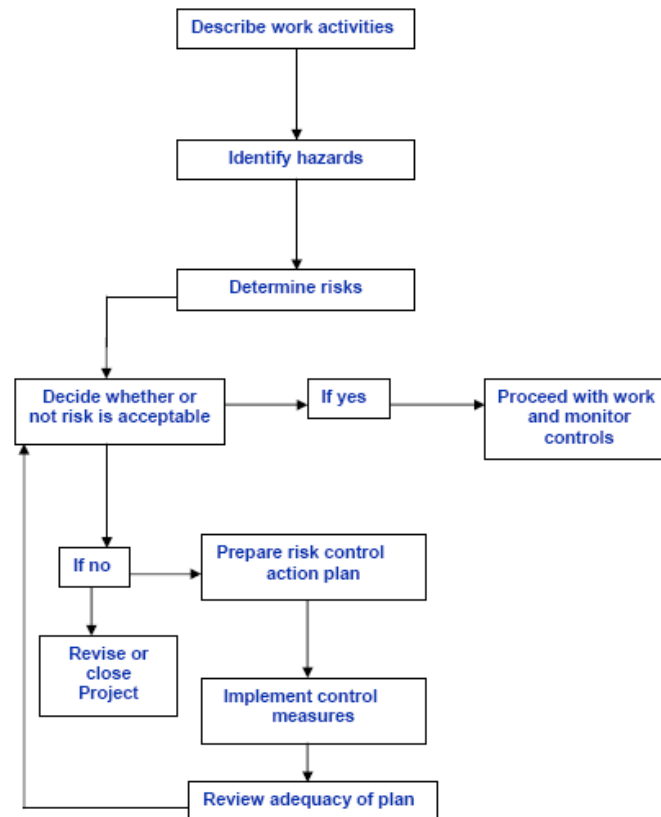 Describe work activities
Identify hazards
Determine risks
Decide whether or
not risk is acceptable
If yes
Proceed with work
and monitor
controls
If no
Prepare risk control
action plan
Revise or
close
Project
Implement control
measures
Review adequacy of plan